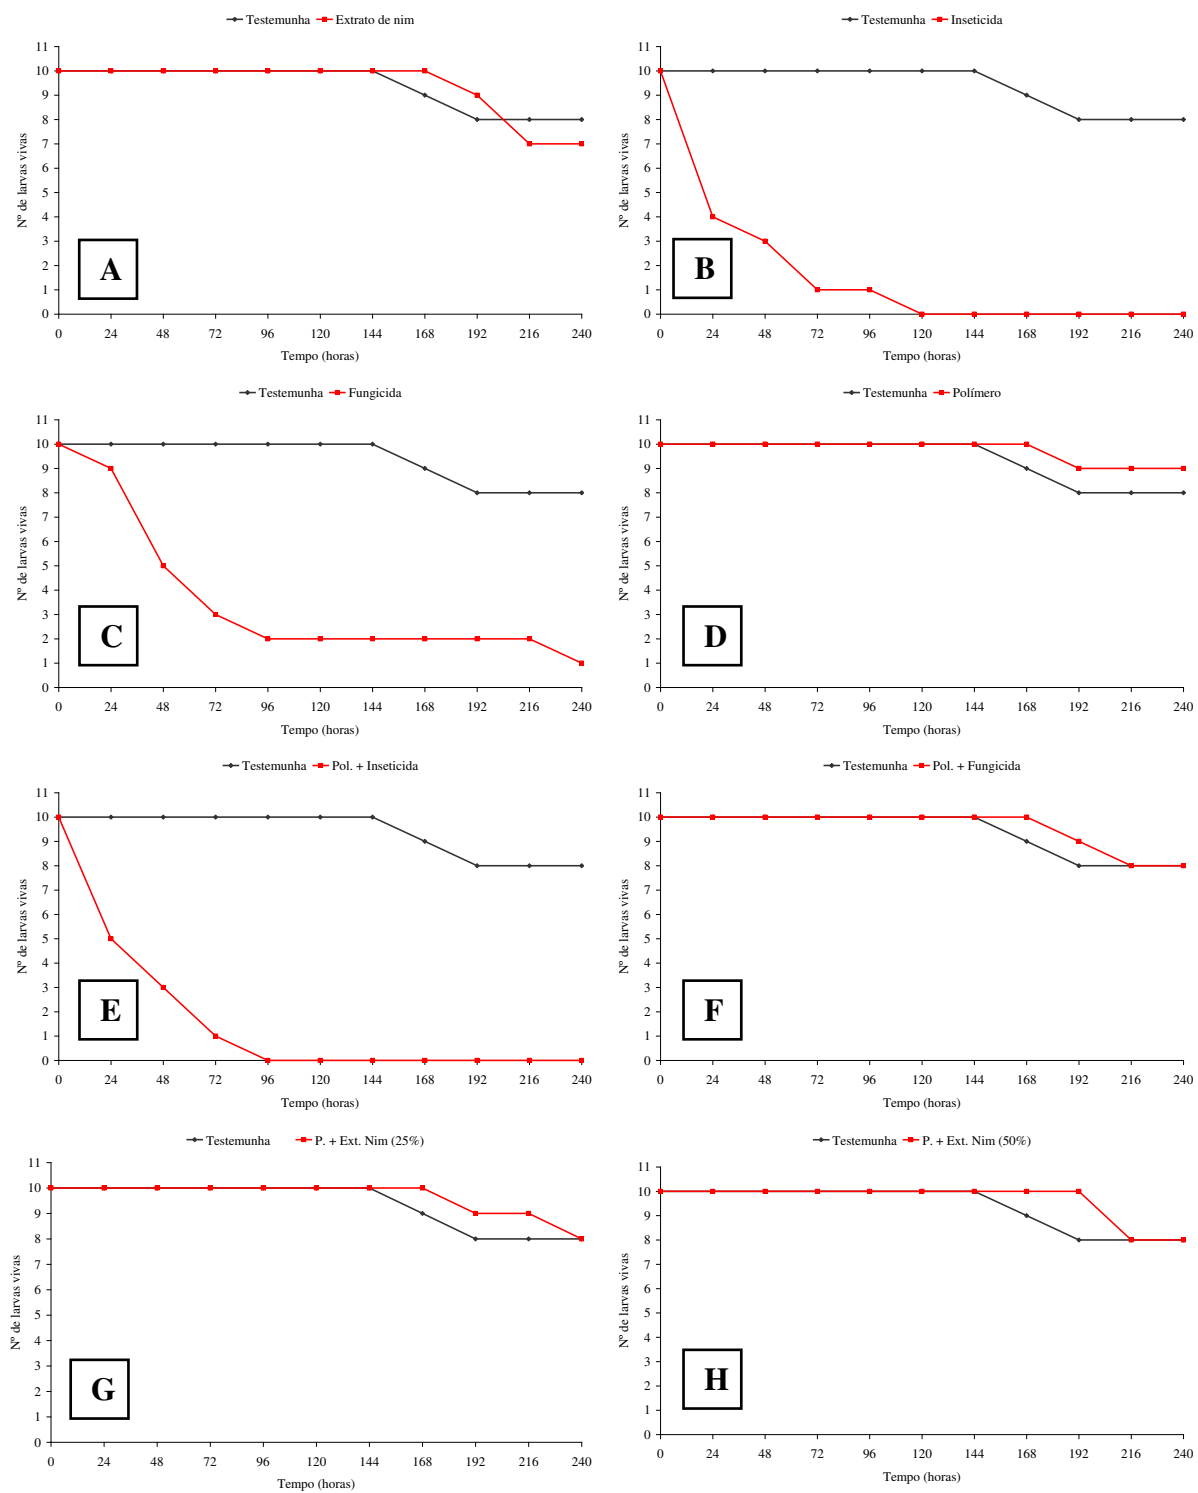 Testemunha Extrato de nim
11
10
9
8
7
6
5
4
3
2
1
0
Nº de larvas vivas
A
0 24 48 72 96 120 144 168 192 216 240
Tempo (horas)
Testemunha Inseticida
11
10
9
8
7
6
5
4
3
2
1
0
Nº de larvas vivas
B
0 24 48 72 96 120 144 168 192 216 240
Tempo (horas)
Testemunha Fungicida
11
10
9
8
7
6
5
4
3
2
1
0
Nº de larvas vivas
C
0 24 48 72 96 120 144 168 192 216 240
Tempo (horas)
Testemunha Polímero
11
10
9
8
7
6
5
4
3
2
1
0
Nº de larvas vivas
D
0 24 48 72 96 120 144 168 192 216 240
Tempo (horas)
Testemunha Pol. + Inseticida
11
10
9
8
7
6
5
4
3
2
1
0
Nº de larvas vivas
E
0 24 48 72 96 120 144 168 192 216 240
Tempo (horas)
Testemunha Pol. + Fungicida
11
10
9
8
7
6
5
4
3
2
1
0
Nº de larvas vivas
F
0 24 48 72 96 120 144 168 192 216 240
Tempo (horas)
Testemunha P. + Ext. Nim (25%)
11
10
9
8
7
6
5
4
3
2
1
0
Nº de larvas vivas
G
0 24 48 72 96 120 144 168 192 216 240
Tempo (horas)
Testemunha P. + Ext. Nim (50%)
11
10
9
8
7
6
5
4
3
2
1
0
Nº de larvas vivas
H
0 24 48 72 96 120 144 168 192 216 240
Tempo (horas)